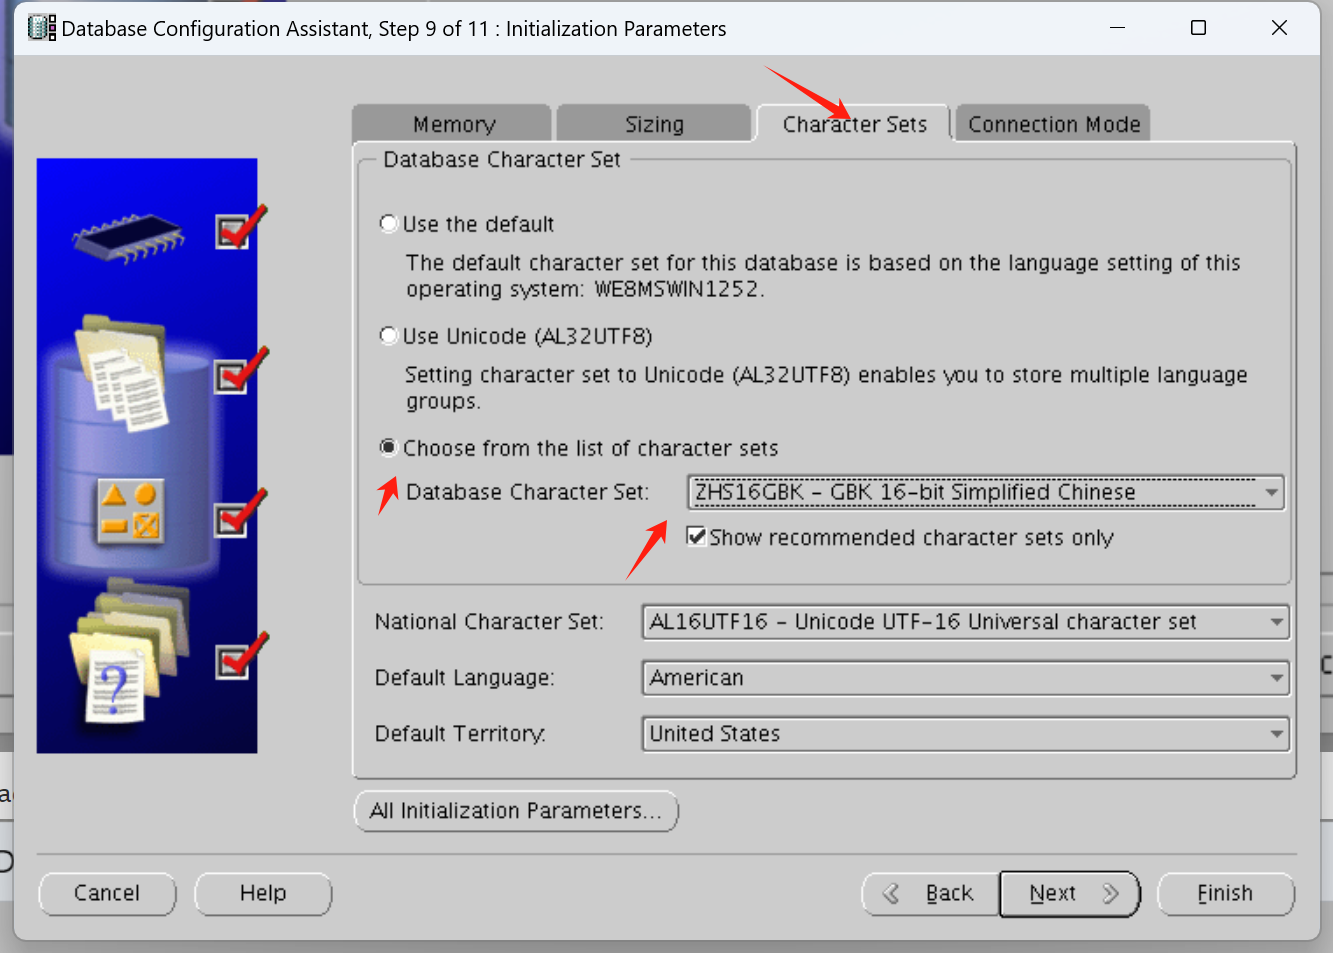 Database Configuration Assistant, Step 9 of 11 : Initialization Parameters
Memory
Sizing
Character Sets
Connection Mode
Database Character Set
Use the default
The default character set for this database is based on the language setting of this
operating system: WE8MSWIN1252.
Use Unicode (AL32UTF8)
Setting character set to Unicode (AL32UTF8) enables you to store multiple language
groups.
Choose from the list of character sets
Database Character Set:
ZHS16GBK - GBK 16-bit Simplified Chinese
Show recommended character sets only
National Character Set:
AL16UTF16 - Unicode UTF-16 Universal character set
Default Language:
American
Default Territory:
United States
All Initialization Parameters...
Cancel
Help
Back
Next
Finish